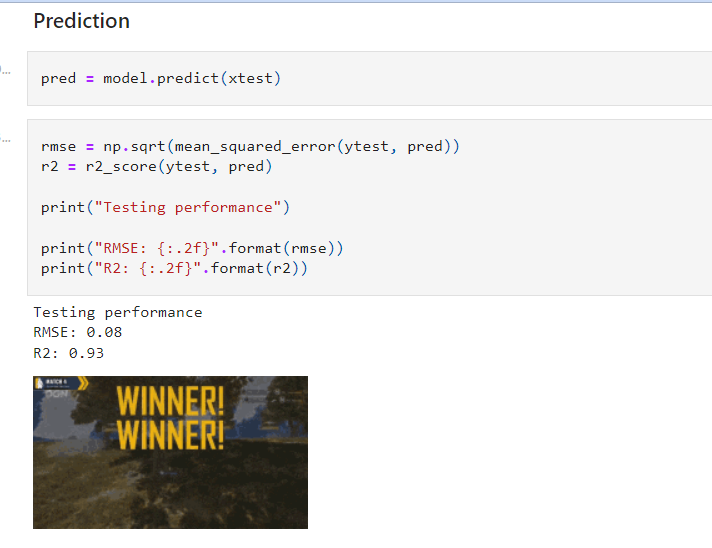 Prediction
pred = model.predict(xtest)
rmse = np.sqrt(mean_squared_error(ytest, pred))
r2 = r2_score(ytest, pred)
print("Testing performance")
print("RMSE: {:.2f}".format(rmse))
print("R2: {:.2f}".format(r2))
Testing performance
RMSE: 0.08
R2: 0.93
MATCH 4
WINNER!
WINNER!